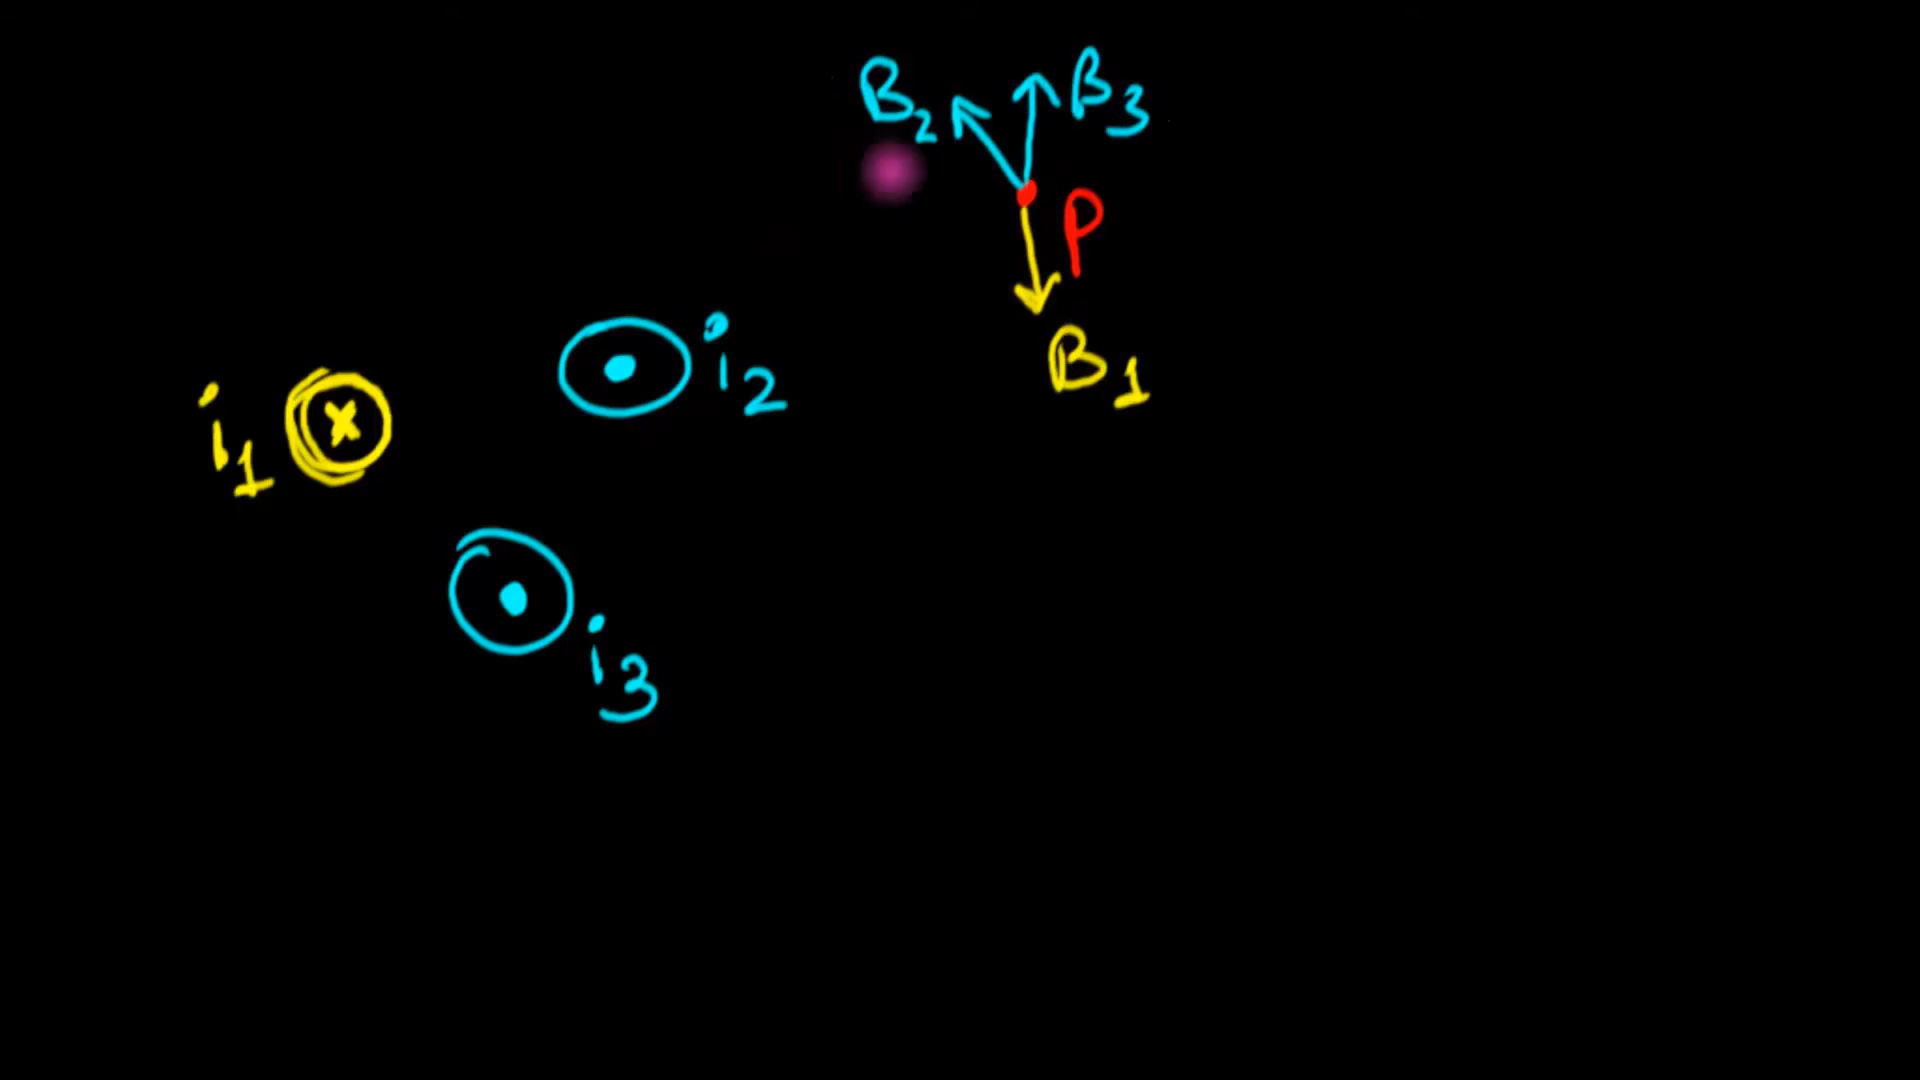 B₂
B₃
P
B₁
i₂
i₁
i₃